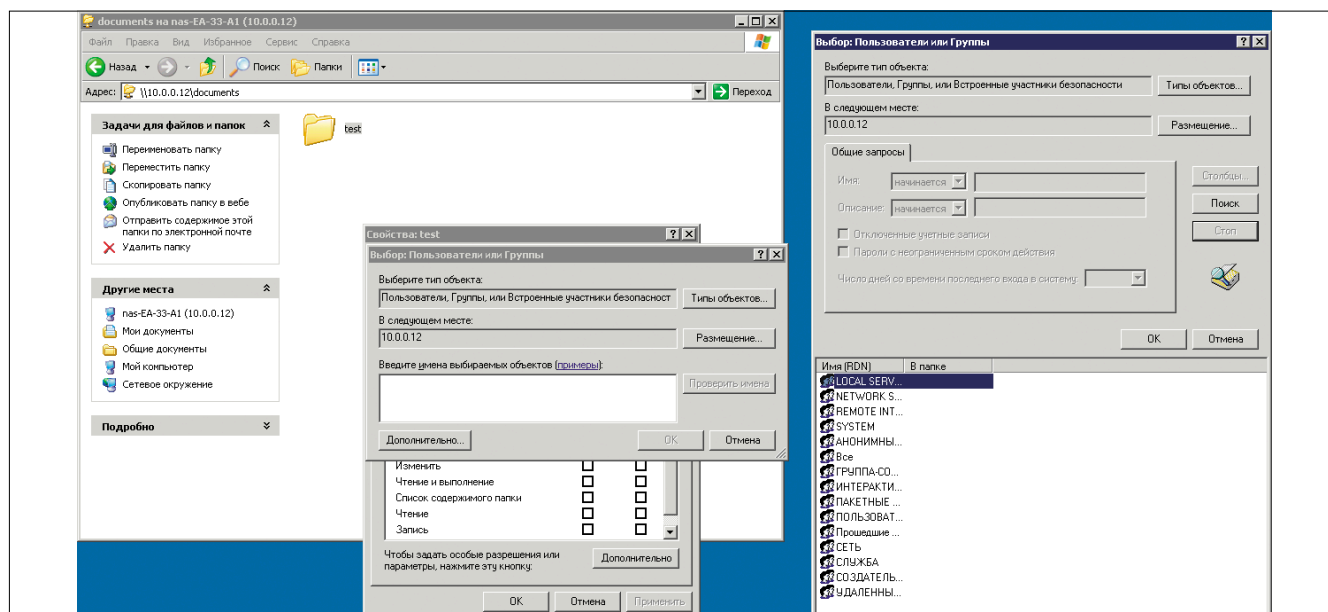 documents на nas-EA-33-A1 (10.0.0.12)
Файл Правка Вид Избранное Сервис Справка
Назад Поиск Папки
Адрес: \\10.0.0.12\documents Переход
Задачи для файлов и папок
Переименовать папку
Переместить папку
Скопировать папку
Опубликовать папку в вебе
Отправить содержимое этой
папки по электронной почте
Удалить папку
Другие места
nas-EA-33-A1 (10.0.0.12)
Мои документы
Общие документы
Мой компьютер
Сетевое окружение
Подробно
test
Свойства: test
Выбор: Пользователи или Группы
Выберите тип объекта:
Пользователи, Группы, или Встроенные участники безопасност
Типы объектов...
В следующем месте:
10.0.0.12
Размещение...
Введите имена выбираемых объектов (примеры):
Проверить имена
Дополнительно...
ОК Отмена
Изменить
Чтение и выполнение
Список содержимого папки
Чтение
Запись
Чтобы задать особые разрешения или
параметры, нажмите эту кнопку.
Дополнительно
ОК Отмена Применить
Выбор: Пользователи или Группы
Выберите тип объекта:
Пользователи, Группы, или Встроенные участники безопасности
Типы объектов...
В следующем месте:
10.0.0.12
Размещение...
Общие запросы
Имя: начинается
Описание: начинается
Отключенные учетные записи
Пароли с неограниченным сроком действия
Число дней со времени последнего входа в систему:
Столбцы...
Поиск
Стоп
ОК Отмена
Имя (RDN) В папке
LOCAL SERV...
NETWORK S...
REMOTE INT...
SYSTEM
АНОНИМНЫ...
Все
ГРУППА-СО...
ИНТЕРАКТИ...
ПАКЕТНЫЕ ...
ПОЛЬЗОВАТ...
Прошедшие ...
СЕТЬ
СЛУЖБА
СОЗДАТЕЛЬ...
УДАЛЕННЫ...